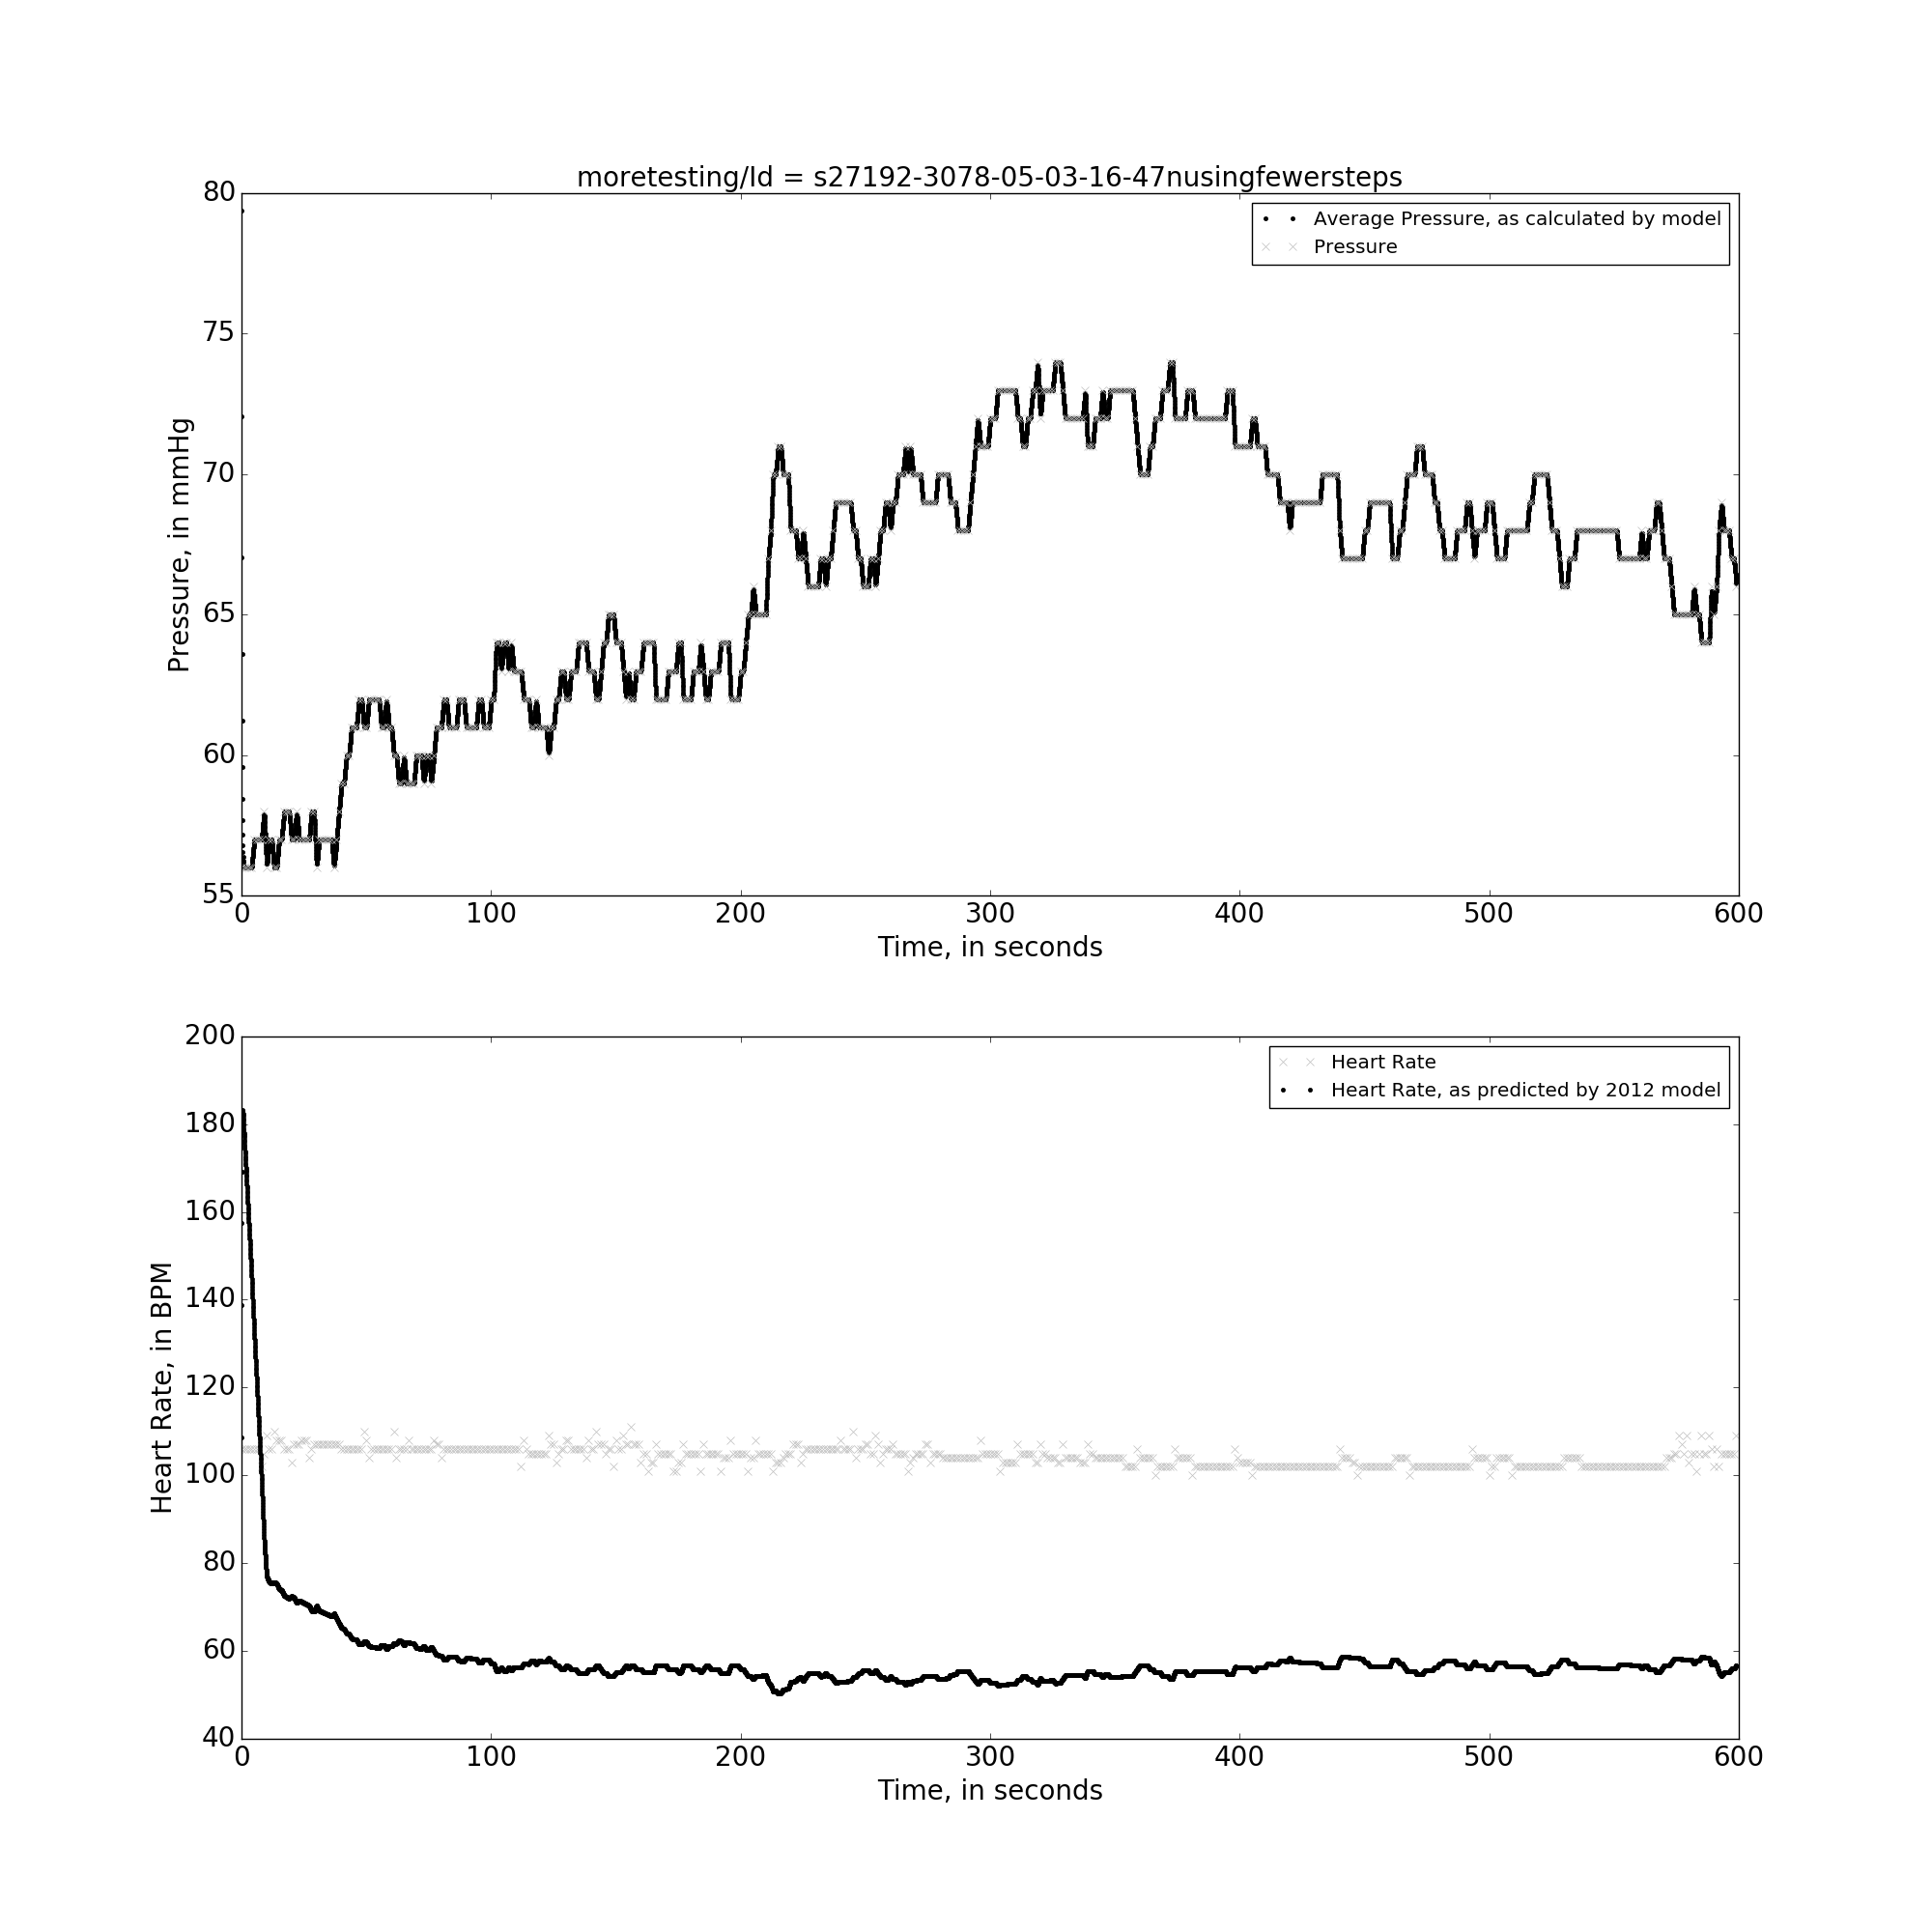 moretesting/Id = s27192-3078-05-03-16-47nusingfewersteps
80
75
70
65
60
55
Pressure, in mmHg
Average Pressure, as calculated by model
Pressure
0 100 200 300 400 500 600
Time, in seconds
200
180
160
140
120
100
80
60
40
Heart Rate, in BPM
Heart Rate
Heart Rate, as predicted by 2012 model
0 100 200 300 400 500 600
Time, in seconds